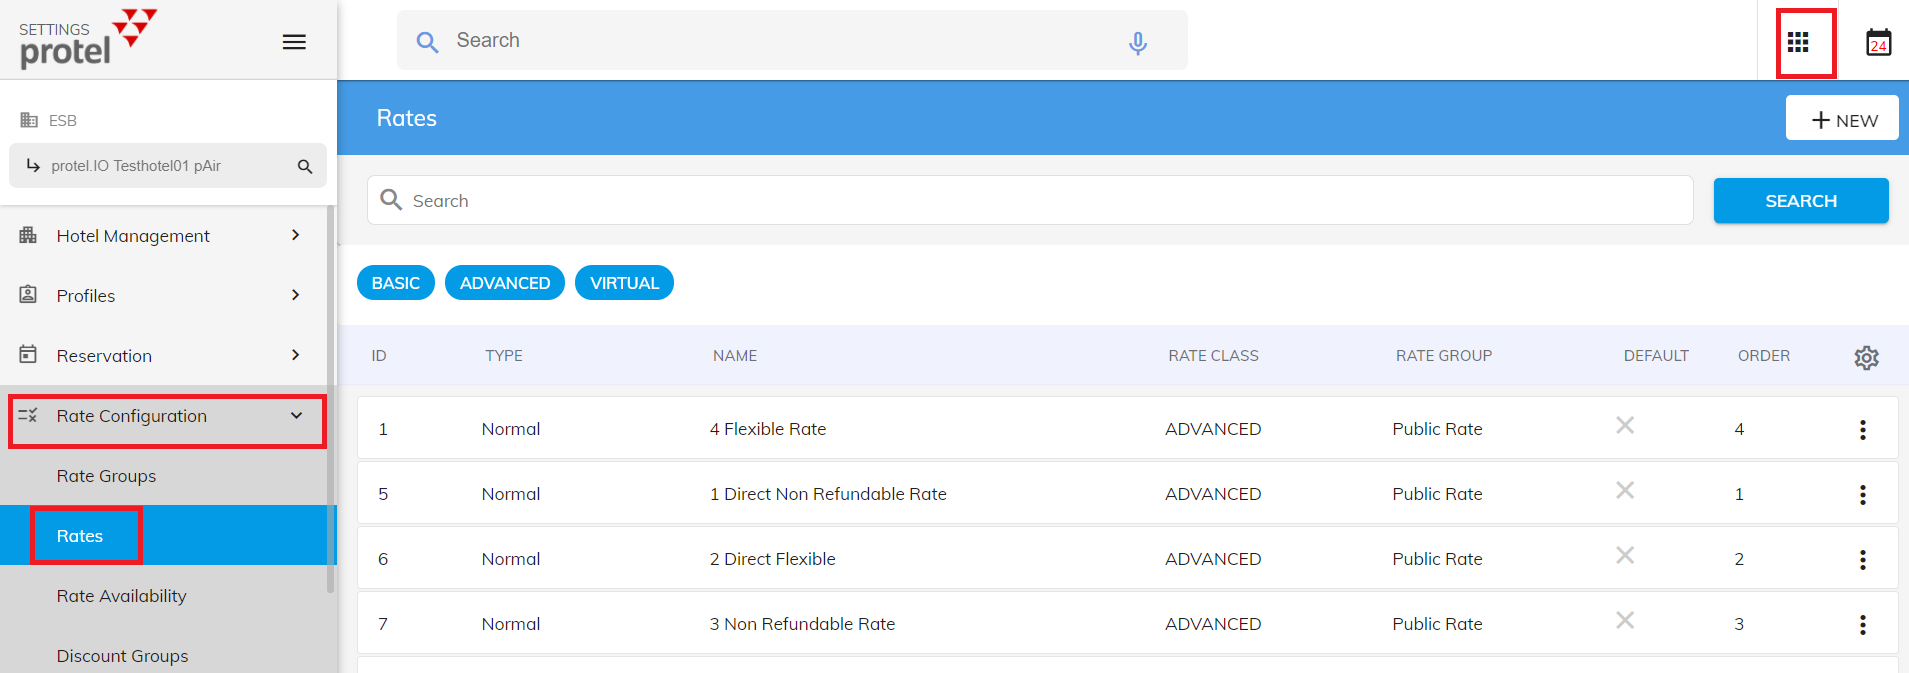 SETTINGS
protel
Search
24
ESB
protel.IO Testhotel01 pAir
Hotel Management
Profiles
Reservation
Rate Configuration
Rate Groups
Rates
Rate Availability
Discount Groups
Rates
NEW
Search
SEARCH
BASIC ADVANCED VIRTUAL
ID TYPE NAME RATE CLASS RATE GROUP DEFAULT ORDER
1 Normal 4 Flexible Rate ADVANCED Public Rate 4
5 Normal 1 Direct Non Refundable Rate ADVANCED Public Rate 1
6 Normal 2 Direct Flexible ADVANCED Public Rate 2
7 Normal 3 Non Refundable Rate ADVANCED Public Rate 3